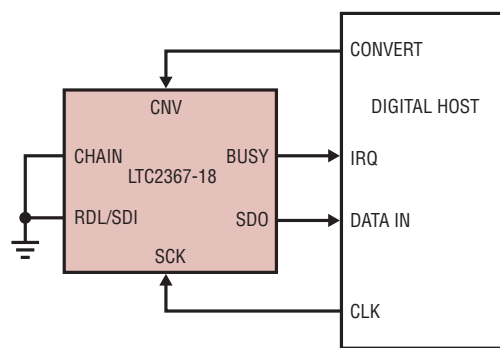 CONVERT
CNV
DIGITAL HOST
CHAIN
BUSY
IRQ
LTC2367-18
RDL/SDI
SDO
DATA IN
SCK
CLK